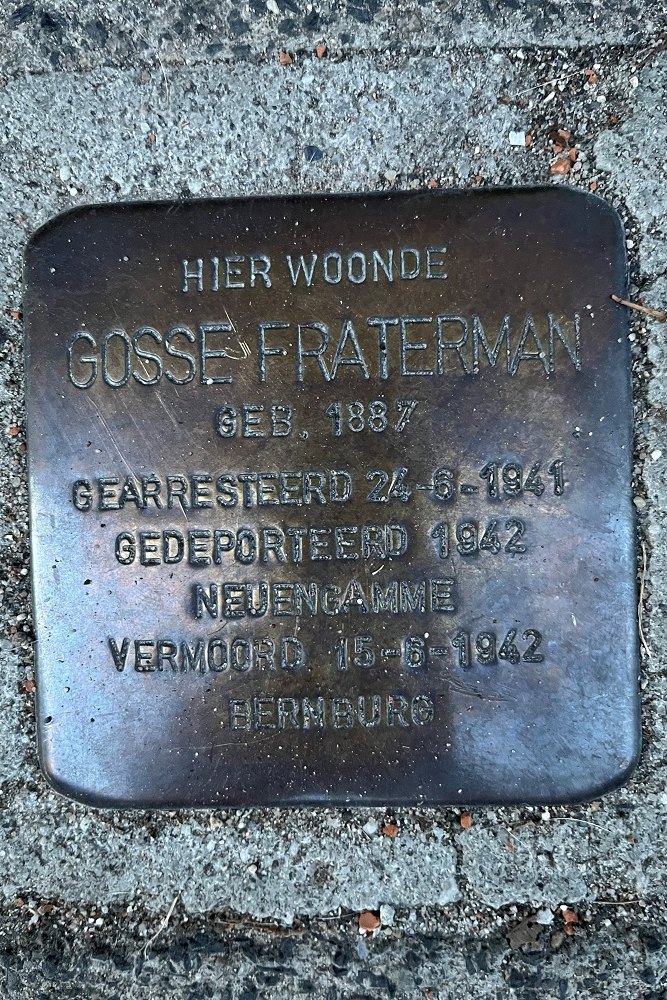 HIER WOONDE
GOSSE FRATERMAN
GEB. 1887
GEARRESTEERD 24-6-1941
GEDEPORTEERD 1942
NEUENGAMME
VERMOORD 15-6-1942
BERNBURG